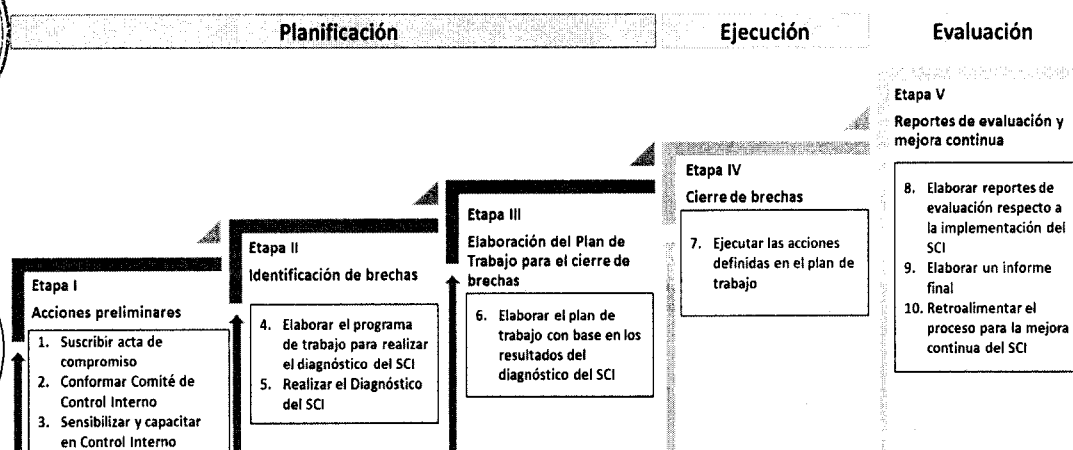 Planificación
Ejecución
Evaluación
Etapa I
Acciones preliminares
1. Suscribir acta de
compromiso
2. Conformar Comité de
Control Interno
3. Sensibilizar y capacitar
en Control Interno
Etapa II
Identificación de brechas
4. Elaborar el programa
de trabajo para realizar
el diagnóstico del SCI
5. Realizar el Diagnóstico
del SCI
Etapa III
Elaboración del Plan de
Trabajo para el cierre de
brechas
6. Elaborar el plan de
trabajo con base en los
resultados del
diagnóstico del SCI
Etapa IV
Cierre de brechas
7. Ejecutar las acciones
definidas en el plan de
trabajo
Etapa V
Reportes de evaluación y
mejora continua
8. Elaborar reportes de
evaluación respecto a
la implementación del
SCI
9. Elaborar un informe
final
10. Retroalimentar el
proceso para la mejora
continua del SCI